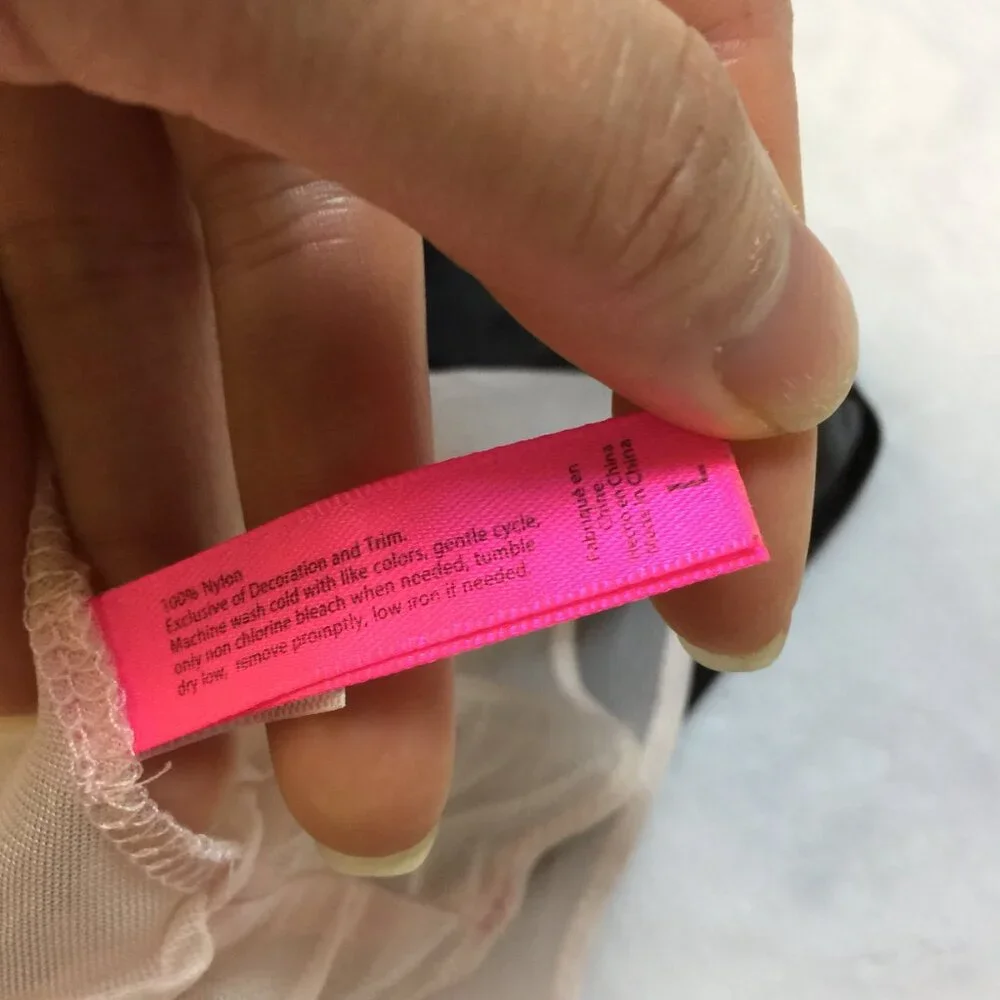 100% Nylon
Exclusive of Decoration and Trim.
Machine wash cold with like colors, gentle cycle,
only non chlorine bleach when needed, tumble
dry low, remove promptly, low iron if needed
Fabriqué en
Chine
Hecho en China
Made in China
L